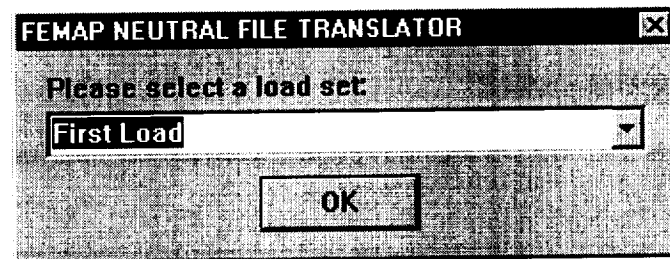 FEMAP NEUTRAL FILE TRANSLATOR
Please select a load set:
First Load
OK